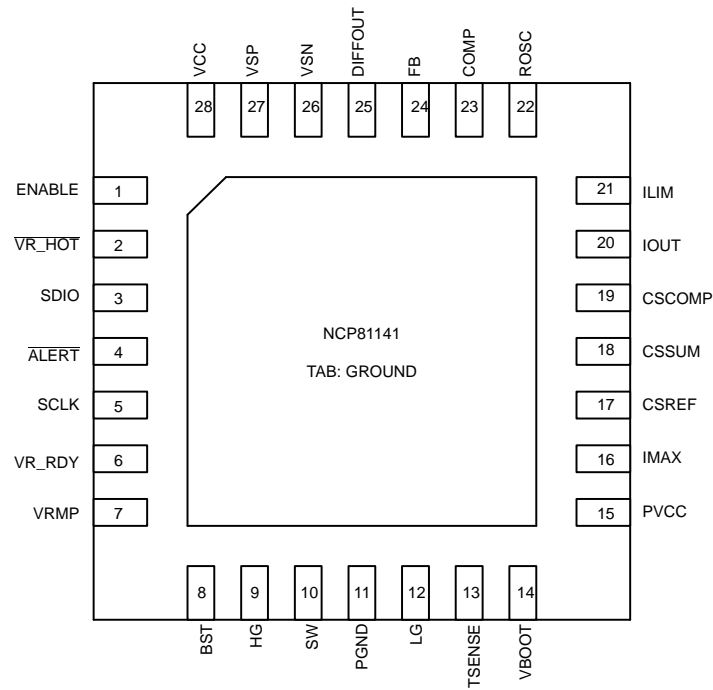 VCC
VSP
VSN
DIFFOUT
FB
COMP
ROSC
28
27
26
25
24
23
22
ENABLE 1
VR_HOT 2
SDIO 3
ALERT 4
SCLK 5
VR_RDY 6
VRMP 7
21 ILIM
20 IOUT
19 CSCOMP
18 CSSUM
17 CSREF
16 IMAX
15 PVCC
NCP81141
TAB: GROUND
8
9
10
11
12
13
14
BST
HG
SW
PGND
LG
TSENSE
VBOOT